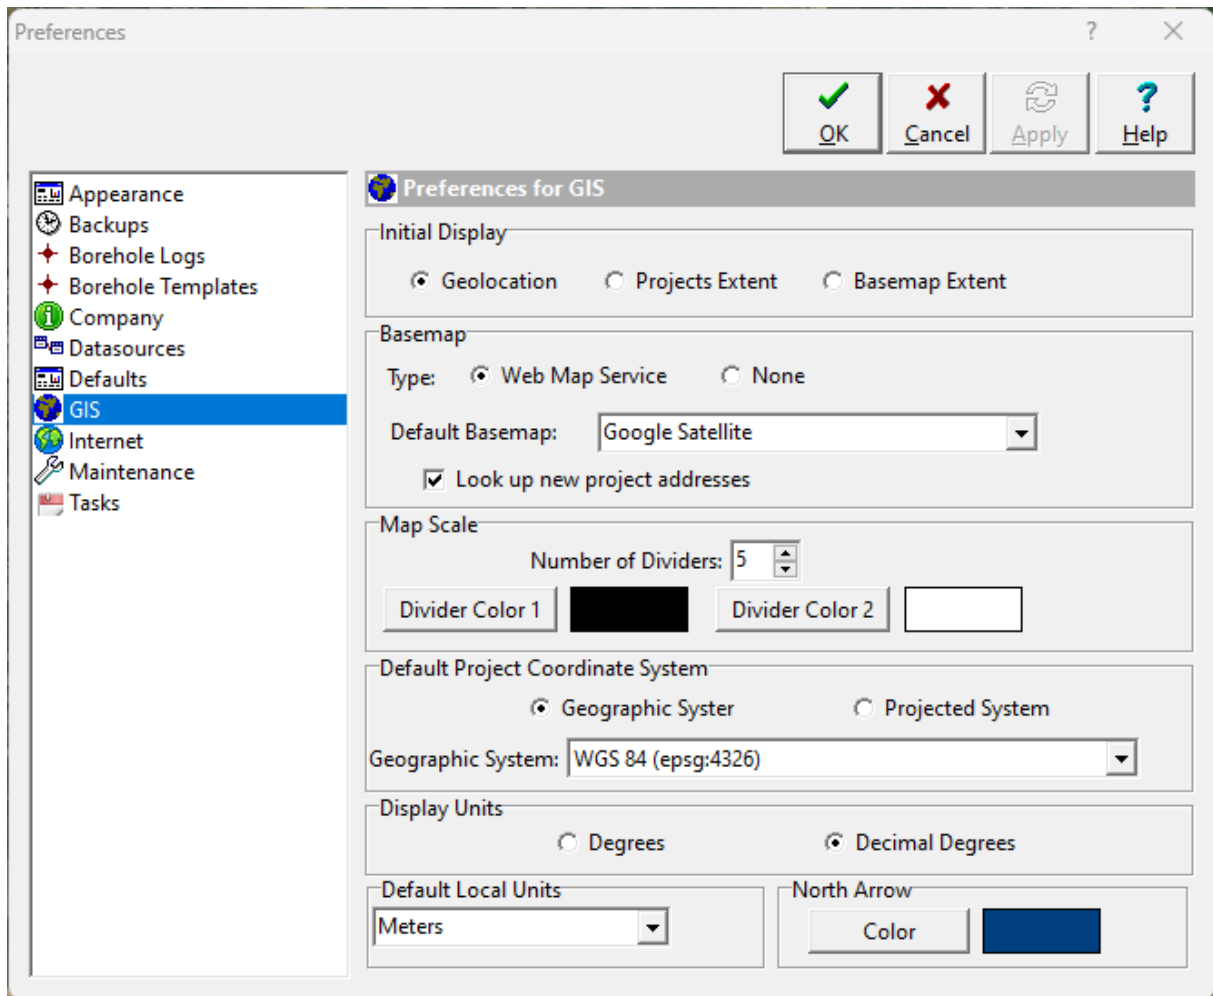 Preferences
?
OK
Cancel
Apply
?
Help
Appearance
Backups
Borehole Logs
Borehole Templates
Company
Datasources
Defaults
GIS
Internet
Maintenance
Tasks
Preferences for GIS
Initial Display
Geolocation Projects Extent Basemap Extent
Basemap
Type: Web Map Service None
Default Basemap: Google Satellite
Look up new project addresses
Map Scale
Number of Dividers: 5
Divider Color 1 Divider Color 2
Default Project Coordinate System
Geographic Syster Projected System
Geographic System: WGS 84 (epsg:4326)
Display Units
Degrees Decimal Degrees
Default Local Units
Meters
North Arrow
Color